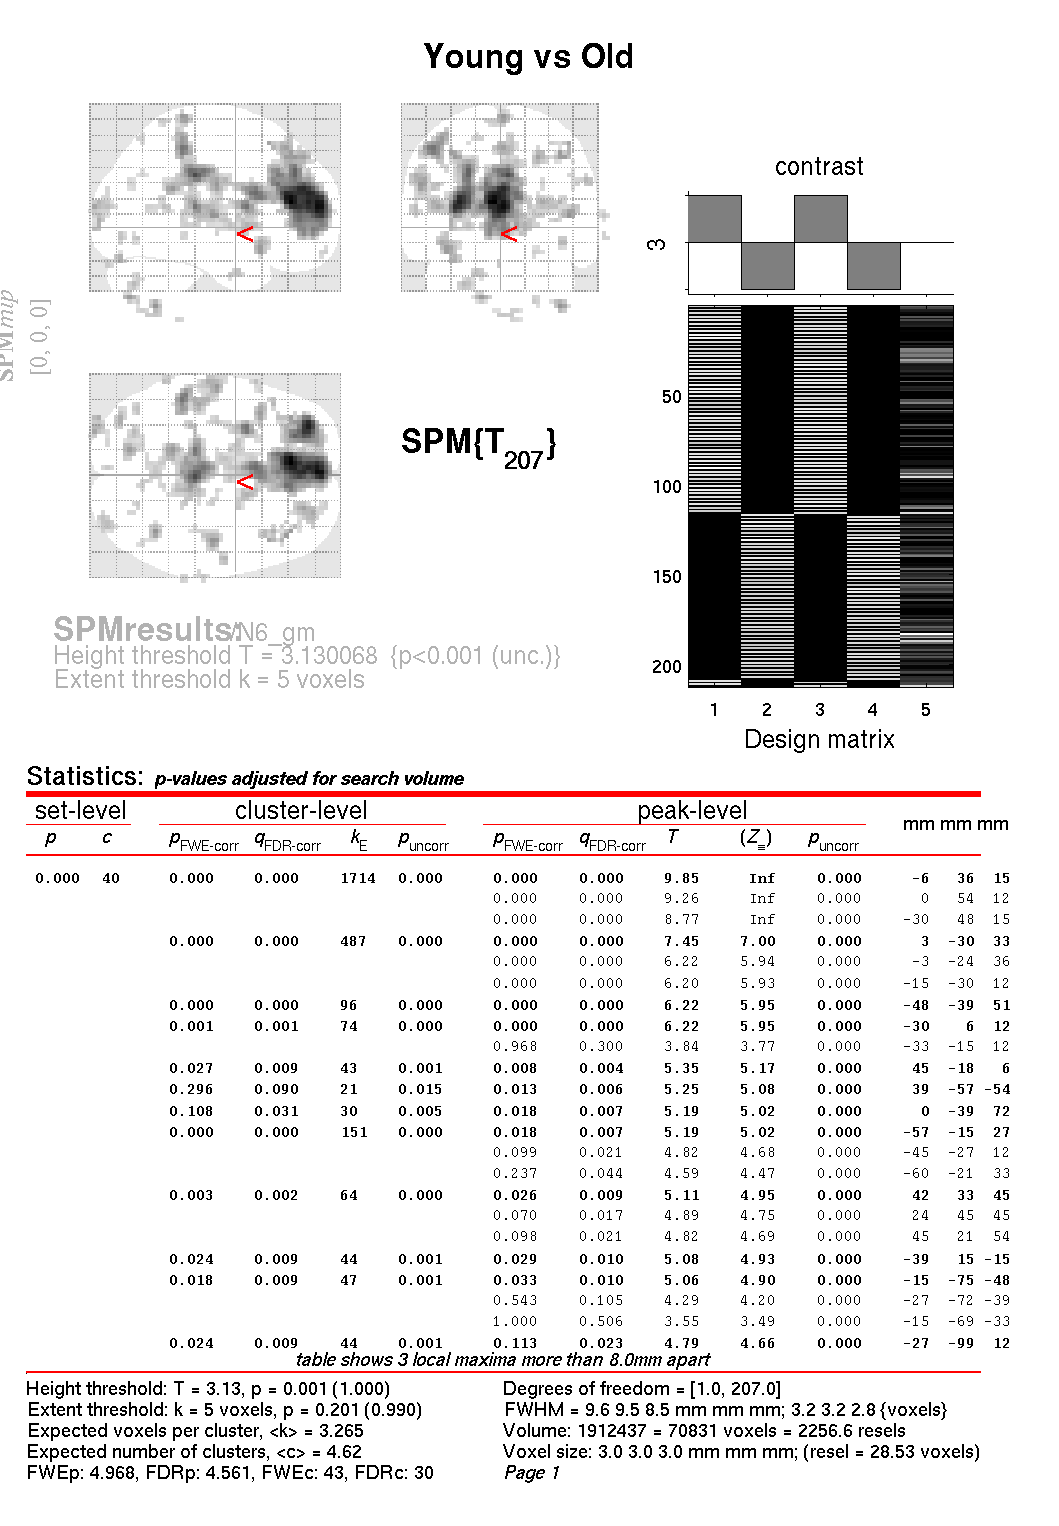 Young vs Old
SPMmip
[0, 0, 0]
<
<
<
SPM{T207}
contrast
3
50
100
150
200
1 2 3 4 5
Design matrix
SPMresults:
N6_gm
Height threshold T = 3.130068 {p<0.001 (unc.)}
Extent threshold k = 5 voxels
Statistics: p-values adjusted for search volume
set-level cluster-level peak-level
p c pFWE-corr qFDR-corr kE puncorr pFWE-corr qFDR-corr T (Z≡) puncorr mm mm mm
0.000 40 0.000 0.000 1714 0.000 0.000 0.000 9.85 Inf 0.000 -6 36 15
0.000 0.000 9.26 Inf 0.000 0 54 12
0.000 0.000 8.77 Inf 0.000 -30 48 15
0.000 0.000 487 0.000 0.000 0.000 7.45 7.00 0.000 3 -30 33
0.000 0.000 6.22 5.94 0.000 -3 -24 36
0.000 0.000 6.20 5.93 0.000 -15 -30 12
0.000 0.000 96 0.000 0.000 0.000 6.22 5.95 0.000 -48 -39 51
0.001 0.001 74 0.000 0.000 0.000 6.22 5.95 0.000 -30 6 12
0.968 0.300 3.84 3.77 0.000 -33 -15 12
0.027 0.009 43 0.001 0.008 0.004 5.35 5.17 0.000 45 -18 6
0.296 0.090 21 0.015 0.013 0.006 5.25 5.08 0.000 39 -57 -54
0.108 0.031 30 0.005 0.018 0.007 5.19 5.02 0.000 0 -39 72
0.000 0.000 151 0.000 0.018 0.007 5.19 5.02 0.000 -57 -15 27
0.099 0.021 4.82 4.68 0.000 -45 -27 12
0.237 0.044 4.59 4.47 0.000 -60 -21 33
0.003 0.002 64 0.000 0.026 0.009 5.11 4.95 0.000 42 33 45
0.070 0.017 4.89 4.75 0.000 24 45 45
0.098 0.021 4.82 4.69 0.000 45 21 54
0.024 0.009 44 0.001 0.029 0.010 5.08 4.93 0.000 -39 15 -15
0.018 0.009 47 0.001 0.033 0.010 5.06 4.90 0.000 -15 -75 -48
0.543 0.105 4.29 4.20 0.000 -27 -72 -39
1.000 0.506 3.55 3.49 0.000 -15 -69 -33
0.024 0.009 44 0.001 0.113 0.023 4.79 4.66 0.000 -27 -99 12
table shows 3 local maxima more than 8.0mm apart
Height threshold: T = 3.13, p = 0.001 (1.000)
Extent threshold: k = 5 voxels, p = 0.201 (0.990)
Expected voxels per cluster, <k> = 3.265
Expected number of clusters, <c> = 4.62
FWEp: 4.968, FDRp: 4.561, FWEc: 43, FDRc: 30
Degrees of freedom = [1.0, 207.0]
FWHM = 9.6 9.5 8.5 mm mm mm; 3.2 3.2 2.8 {voxels}
Volume: 1912437 = 70831 voxels = 2256.6 resels
Voxel size: 3.0 3.0 3.0 mm mm mm; (resel = 28.53 voxels)
Page 1